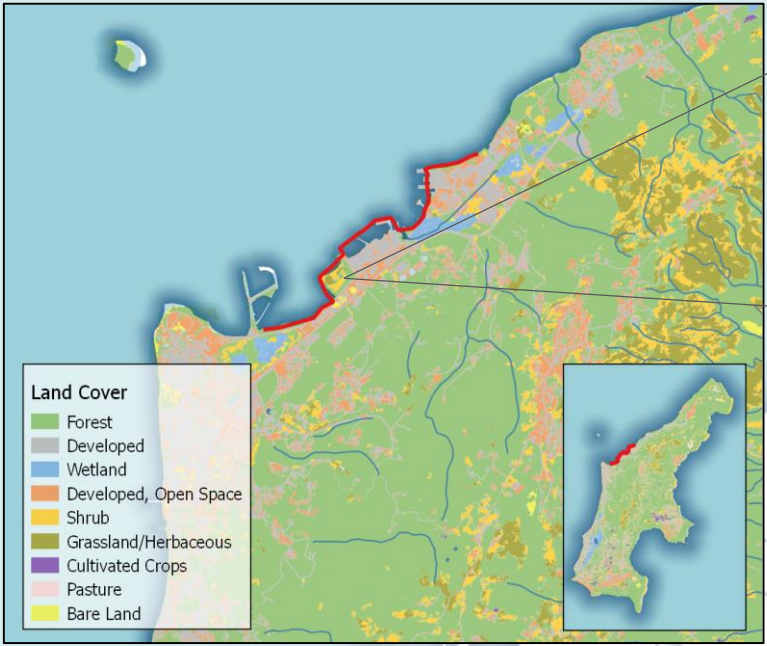 Land Cover
Forest
Developed
Wetland
Developed, Open Space
Shrub
Grassland/Herbaceous
Cultivated Crops
Pasture
Bare Land